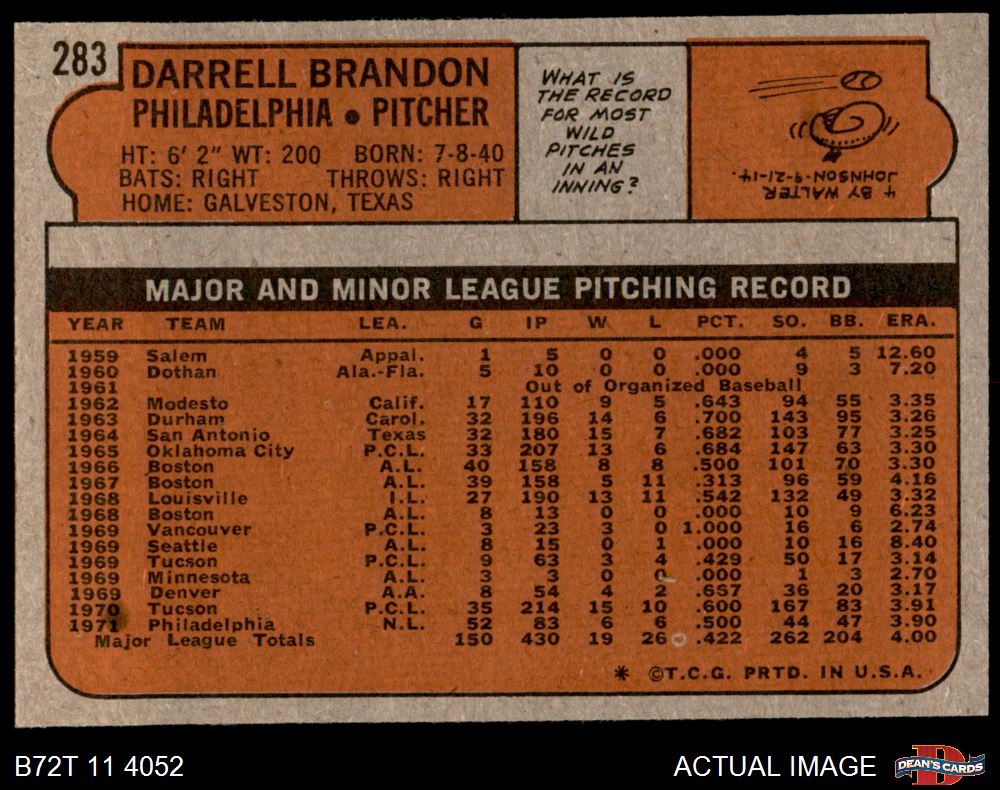 283
DARRELL BRANDON
PHILADELPHIA • PITCHER
HT: 6' 2" WT: 200 BORN: 7-8-40
BATS: RIGHT THROWS: RIGHT
HOME: GALVESTON, TEXAS
WHAT IS
THE RECORD
FOR MOST
WILD
PITCHES
IN AN
INNING?
4 BY WALTER
JOHNSON-9-21-14.
MAJOR AND MINOR LEAGUE PITCHING RECORD
YEAR TEAM LEA. G IP W L PCT. SO. BB. ERA.
1959 Salem Appal. 1 5 0 0 .000 4 5 12.60
1960 Dothan Ala.-Fla. 5 10 0 0 .000 9 3 7.20
1961 Out of Organized Baseball
1962 Modesto Calif. 17 110 9 5 .643 94 55 3.35
1963 Durham Carol. 32 196 14 6 .700 143 95 3.26
1964 San Antonio Texas 32 180 15 7 .682 103 77 3.25
1965 Oklahoma City P.C.L. 33 207 13 6 .684 147 63 3.30
1966 Boston A.L. 40 158 8 8 .500 101 70 3.30
1967 Boston A.L. 39 158 5 11 .313 96 59 4.16
1968 Louisville I.L. 27 190 13 11 .542 132 49 3.32
1968 Boston A.L. 8 13 0 0 .000 10 9 6.23
1969 Vancouver P.C.L. 3 23 3 0 1.000 16 6 2.74
1969 Seattle A.L. 8 15 0 1 .000 10 16 8.40
1969 Tucson P.C.L. 9 63 3 4 .429 50 17 3.14
1969 Minnesota A.L. 3 3 0 0 .000 1 3 2.70
1969 Denver A.A. 8 54 4 2 .667 36 20 3.17
1970 Tucson P.C.L. 35 214 15 10 .600 167 83 3.91
1971 Philadelphia N.L. 52 83 6 6 .500 44 47 3.90
Major League Totals 150 430 19 26 .422 262 204 4.00
* ©T.C.G. PRTD. IN U.S.A.
B72T 11 4052
ACTUAL IMAGE
D
DEAN'S CARDS